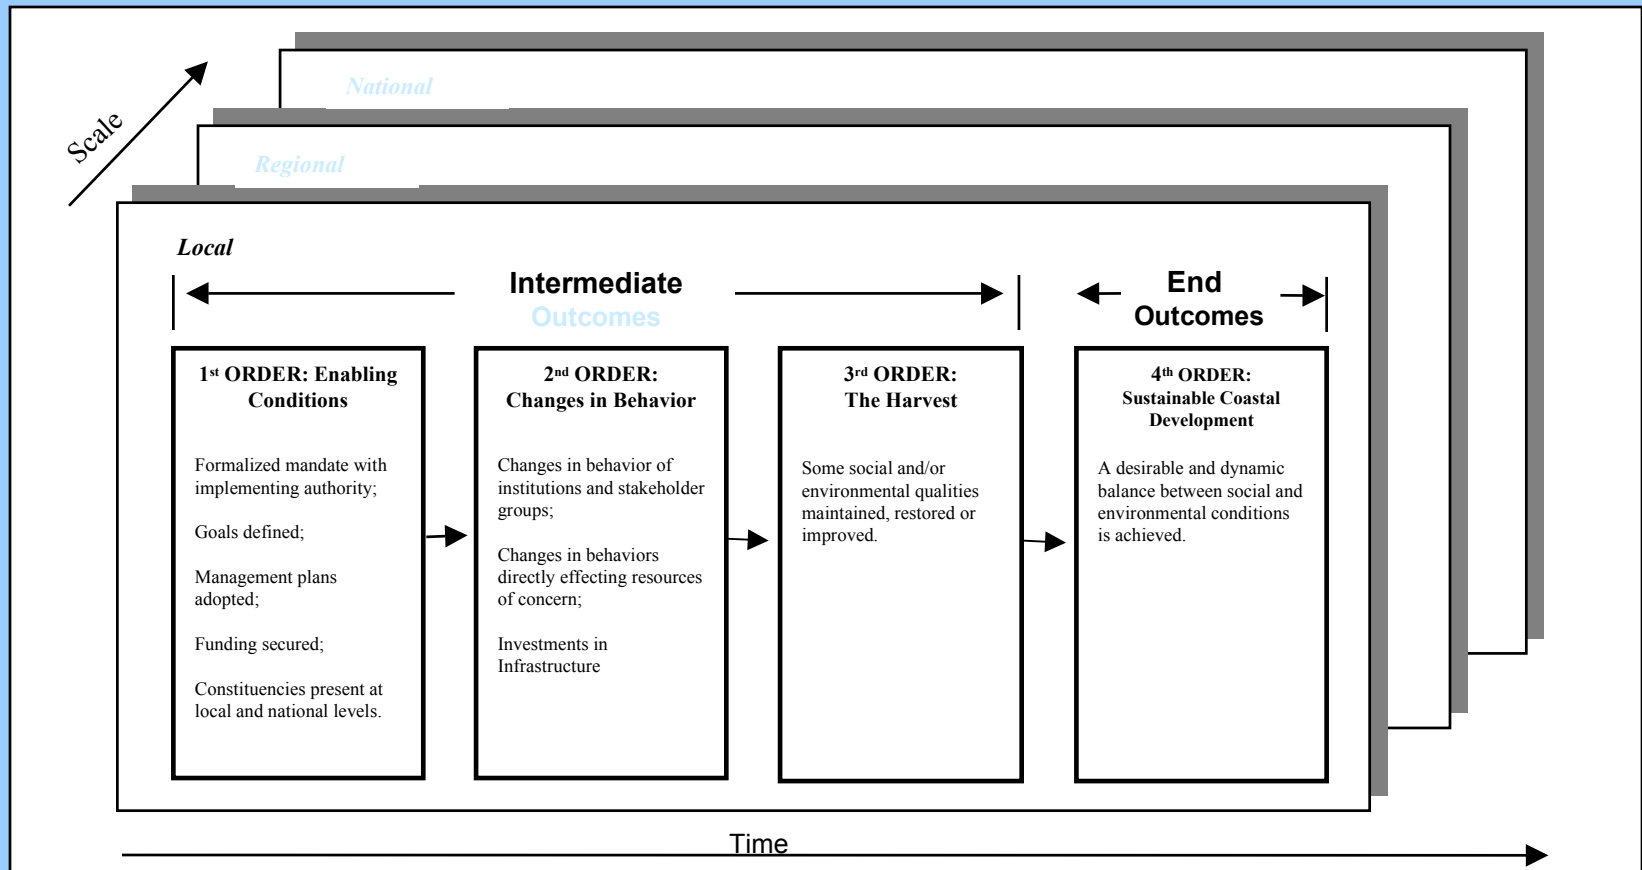 Scale
National
Regional
Local
Intermediate
Outcomes
End
Outcomes
1st ORDER: Enabling
Conditions
Formalized mandate with
implementing authority;
Goals defined;
Management plans
adopted;
Funding secured;
Constituencies present at
local and national levels.
2nd ORDER:
Changes in Behavior
Changes in behavior of
institutions and stakeholder
groups;
Changes in behaviors
directly effecting resources
of concern;
Investments in
Infrastructure
3rd ORDER:
The Harvest
Some social and/or
environmental qualities
maintained, restored or
improved.
4th ORDER:
Sustainable Coastal
Development
A desirable and dynamic
balance between social and
environmental conditions
is achieved.
Time